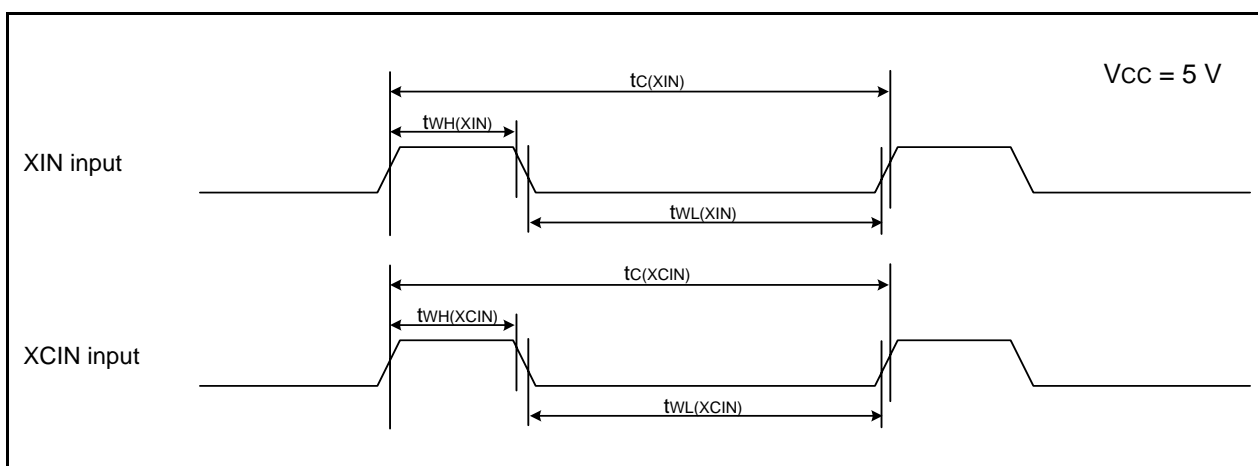 VCC = 5 V
tC(XIN)
tWH(XIN)
XIN input
tWL(XIN)
tC(XCIN)
tWH(XCIN)
XCIN input
tWL(XCIN)